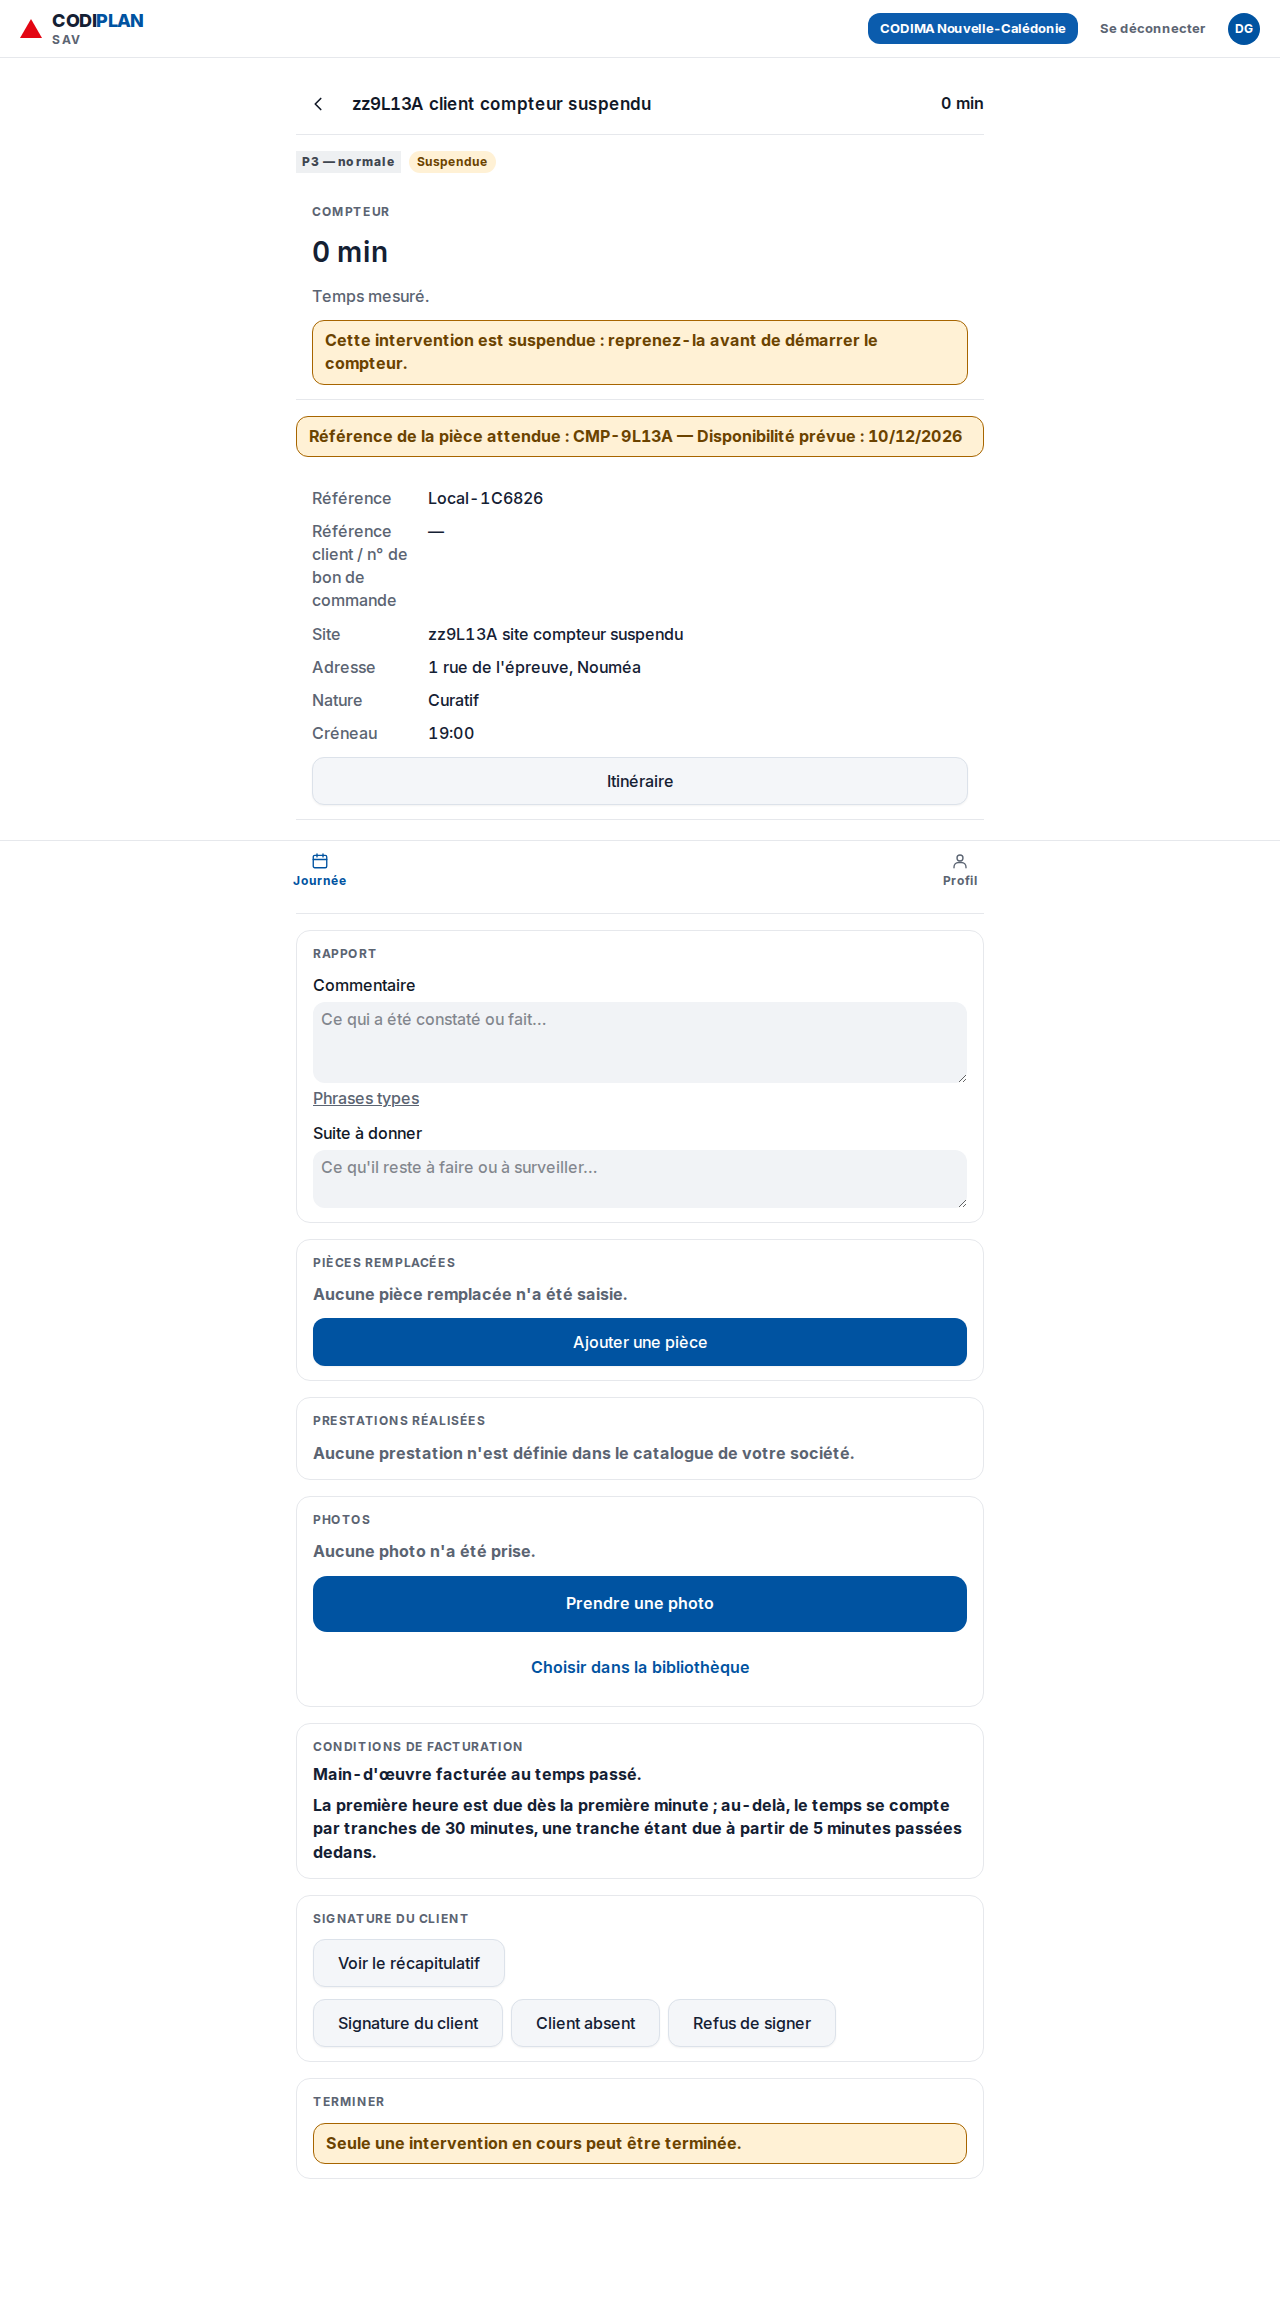 CODIPLAN
SAV
CODIMA Nouvelle-Calédonie
Se déconnecter
DG
zz9L13A client compteur suspendu
0 min
P3 — normale
Suspendue
COMPTEUR
0 min
Temps mesuré.
Cette intervention est suspendue : reprenez-la avant de démarrer le
compteur.
Référence de la pièce attendue : CMP-9L13A — Disponibilité prévue : 10/12/2026
Référence
Local-1C6826
Référence
client / n° de
bon de
commande
—
Site
zz9L13A site compteur suspendu
Adresse
1 rue de l'épreuve, Nouméa
Nature
Curatif
Créneau
19:00
Itinéraire
Journée
Profil
RAPPORT
Commentaire
Ce qui a été constaté ou fait…
Phrases types
Suite à donner
Ce qu'il reste à faire ou à surveiller…
PIÈCES REMPLACÉES
Aucune pièce remplacée n'a été saisie.
Ajouter une pièce
PRESTATIONS RÉALISÉES
Aucune prestation n'est définie dans le catalogue de votre société.
PHOTOS
Aucune photo n'a été prise.
Prendre une photo
Choisir dans la bibliothèque
CONDITIONS DE FACTURATION
Main-d'œuvre facturée au temps passé.
La première heure est due dès la première minute ; au-delà, le temps se compte
par tranches de 30 minutes, une tranche étant due à partir de 5 minutes passées
dedans.
SIGNATURE DU CLIENT
Voir le récapitulatif
Signature du client
Client absent
Refus de signer
TERMINER
Seule une intervention en cours peut être terminée.